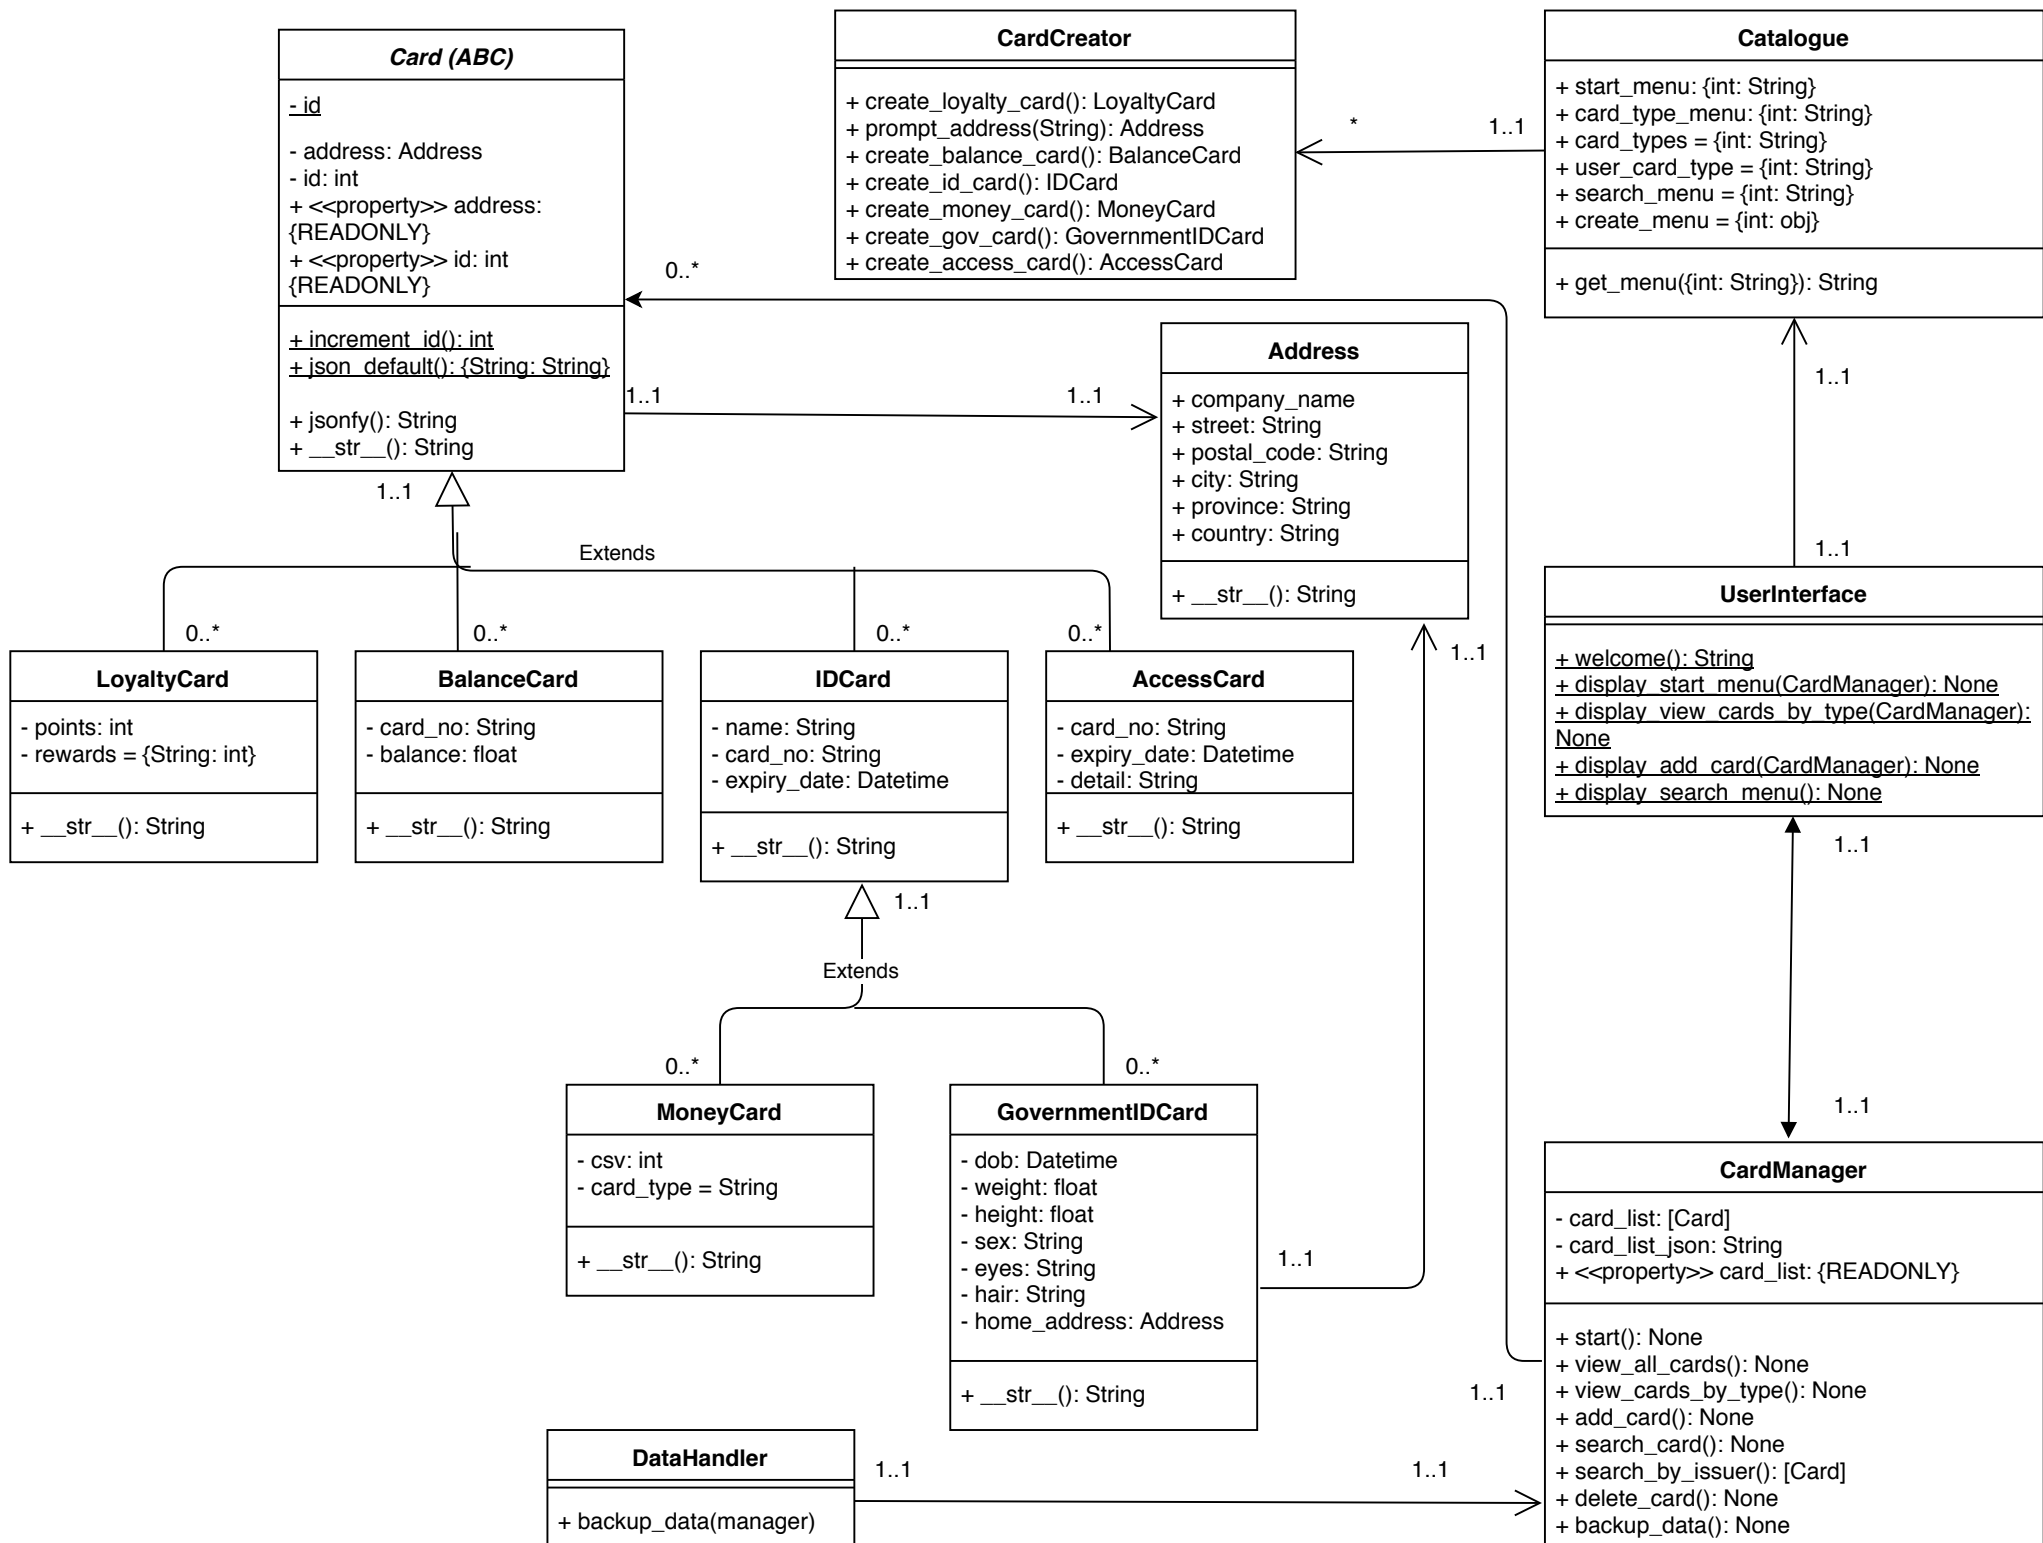 Card (ABC)
- id
- address: Address
- id: int
+ <<property>> address:
{READONLY}
+ <<property>> id: int
{READONLY}
+ increment_id(): int
+ json_default(): {String: String}
+ jsonfy(): String
+ __str__(): String
CardCreator
+ create_loyalty_card(): LoyaltyCard
+ prompt_address(String): Address
+ create_balance_card(): BalanceCard
+ create_id_card(): IDCard
+ create_money_card(): MoneyCard
+ create_gov_card(): GovernmentIDCard
+ create_access_card(): AccessCard
*
1..1
Catalogue
+ start_menu: {int: String}
+ card_type_menu: {int: String}
+ card_types = {int: String}
+ user_card_type = {int: String}
+ search_menu = {int: String}
+ create_menu = {int: obj}
+ get_menu({int: String}): String
0..*
1..1
1..1
Address
+ company_name
+ street: String
+ postal_code: String
+ city: String
+ province: String
+ country: String
+ __str__(): String
1..1
1..1
1..1
Extends
0..*
0..*
0..*
0..*
1..1
LoyaltyCard
- points: int
- rewards = {String: int}
+ __str__(): String
BalanceCard
- card_no: String
- balance: float
+ __str__(): String
IDCard
- name: String
- card_no: String
- expiry_date: Datetime
+ __str__(): String
AccessCard
- card_no: String
- expiry_date: Datetime
- detail: String
+ __str__(): String
UserInterface
+ welcome(): String
+ display_start_menu(CardManager): None
+ display_view_cards_by_type(CardManager):
None
+ display_add_card(CardManager): None
+ display_search_menu(): None
1..1
1..1
1..1
Extends
0..*
0..*
MoneyCard
- csv: int
- card_type = String
+ __str__(): String
GovernmentIDCard
- dob: Datetime
- weight: float
- height: float
- sex: String
- eyes: String
- hair: String
- home_address: Address
+ __str__(): String
1..1
CardManager
- card_list: [Card]
- card_list_json: String
+ <<property>> card_list: {READONLY}
+ start(): None
+ view_all_cards(): None
+ view_cards_by_type(): None
+ add_card(): None
+ search_card(): None
+ search_by_issuer(): [Card]
+ delete_card(): None
+ backup_data(): None
1..1
DataHandler
+ backup_data(manager)
1..1
1..1